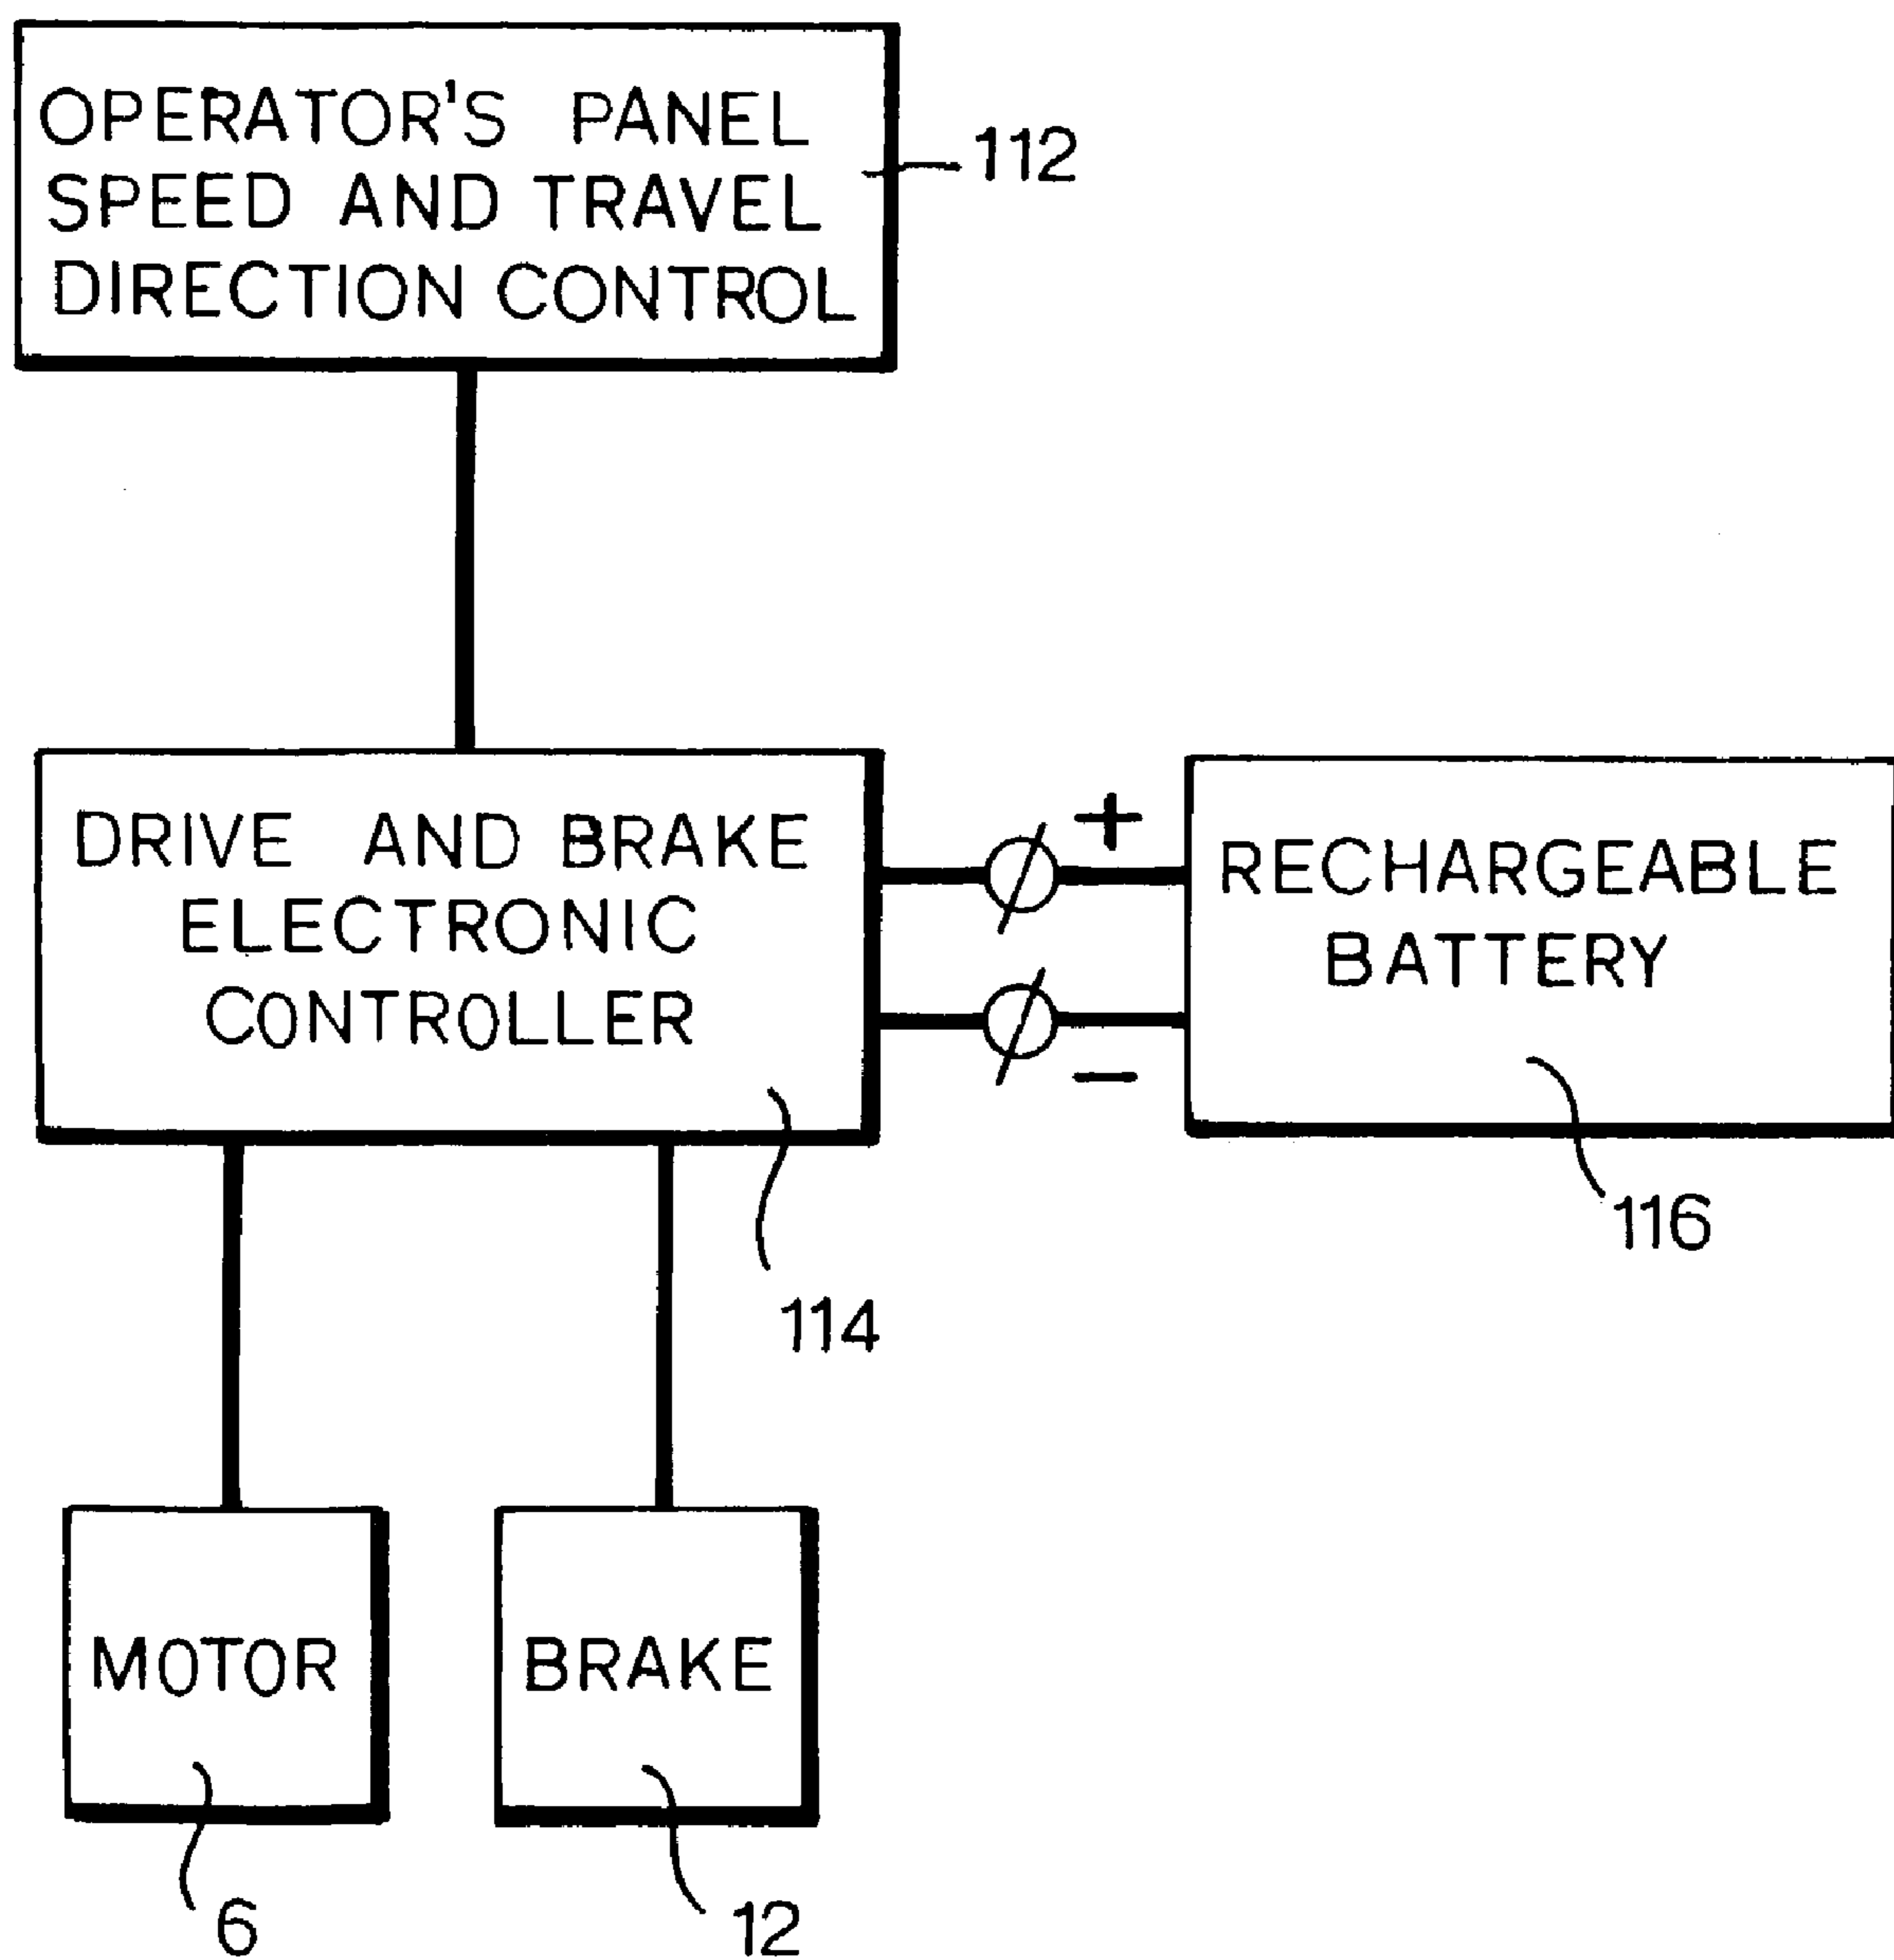 OPERATOR'S PANEL
SPEED AND TRAVEL
DIRECTION CONTROL
112
DRIVE AND BRAKE
ELECTRONIC
CONTROLLER
114
+
-
RECHARGEABLE
BATTERY
116
MOTOR
6
BRAKE
12